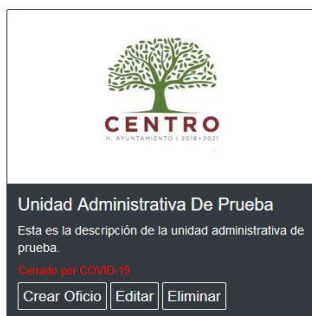 CENTRO
H. AYUNTAMIENTO | 2018 • 2021
Unidad Administrativa De Prueba
Esta es la descripción de la unidad administrativa de
prueba.
Cerrado por COVID-19
Crear Oficio Editar Eliminar